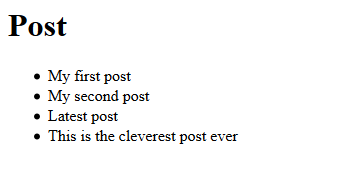 Post
My first post
My second post
Latest post
This is the cleverest post ever